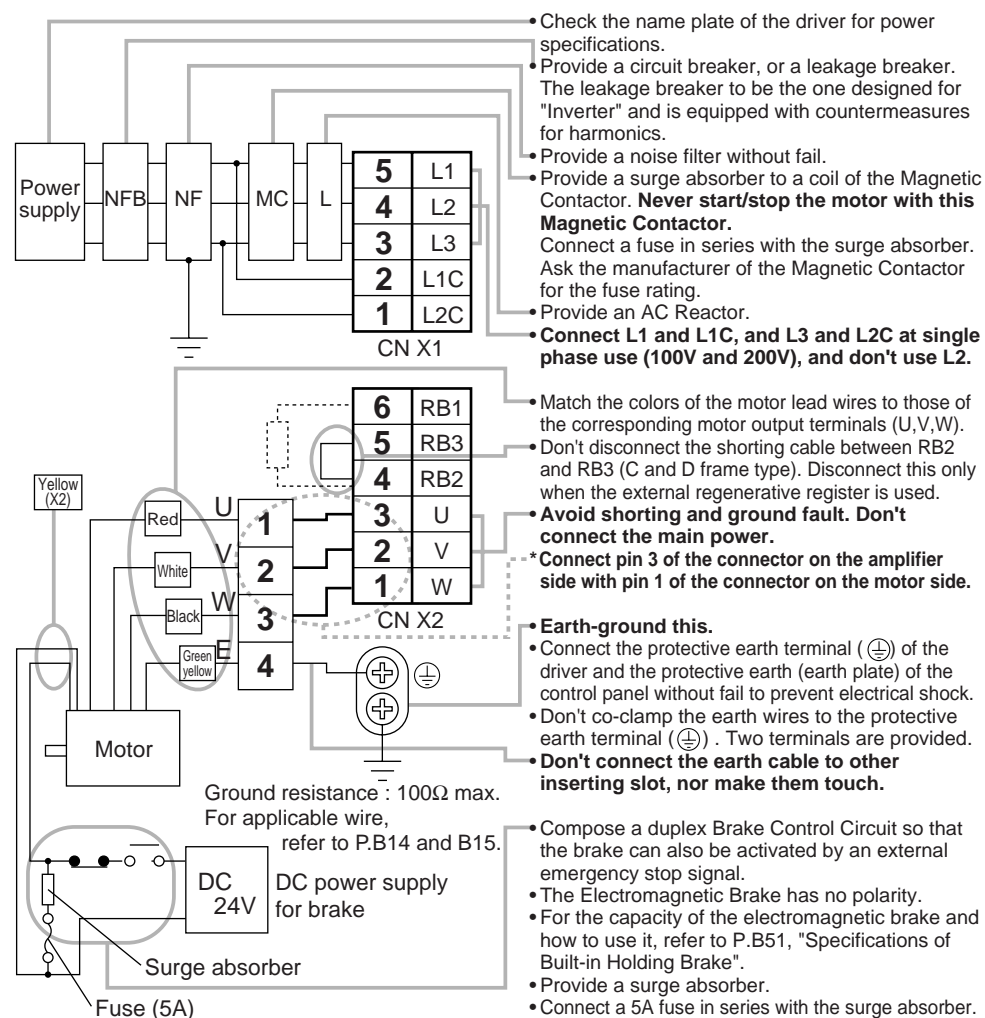 • Check the name plate of the driver for power
specifications.
• Provide a circuit breaker, or a leakage breaker.
The leakage breaker to be the one designed for
"Inverter" and is equipped with countermeasures
for harmonics.
• Provide a noise filter without fail.
• Provide a surge absorber to a coil of the Magnetic
Contactor. Never start/stop the motor with this
Magnetic Contactor.
Connect a fuse in series with the surge absorber.
Ask the manufacturer of the Magnetic Contactor
for the fuse rating.
• Provide an AC Reactor.
• Connect L1 and L1C, and L3 and L2C at single
phase use (100V and 200V), and don't use L2.
Power
supply
NFB
NF
MC
L
5 L1
4 L2
3 L3
2 L1C
1 L2C
CN X1
• Match the colors of the motor lead wires to those of
the corresponding motor output terminals (U,V,W).
• Don't disconnect the shorting cable between RB2
and RB3 (C and D frame type). Disconnect this only
when the external regenerative register is used.
• Avoid shorting and ground fault. Don't
connect the main power.
* Connect pin 3 of the connector on the amplifier
side with pin 1 of the connector on the motor side.
6 RB1
5 RB3
4 RB2
3 U
2 V
1 W
CN X2
Yellow
(X2)
Red
U
1
White
V
2
Black
W
3
Green
yellow
E
4
Motor
• Earth-ground this.
• Connect the protective earth terminal ( ) of the
driver and the protective earth (earth plate) of the
control panel without fail to prevent electrical shock.
• Don't co-clamp the earth wires to the protective
earth terminal ( ) . Two terminals are provided.
• Don't connect the earth cable to other
inserting slot, nor make them touch.
Ground resistance : 100Ω max.
For applicable wire,
refer to P.B14 and B15.
• Compose a duplex Brake Control Circuit so that
the brake can also be activated by an external
emergency stop signal.
• The Electromagnetic Brake has no polarity.
• For the capacity of the electromagnetic brake and
how to use it, refer to P.B51, "Specifications of
Built-in Holding Brake".
• Provide a surge absorber.
• Connect a 5A fuse in series with the surge absorber.
DC
24V
DC power supply
for brake
Surge absorber
Fuse (5A)